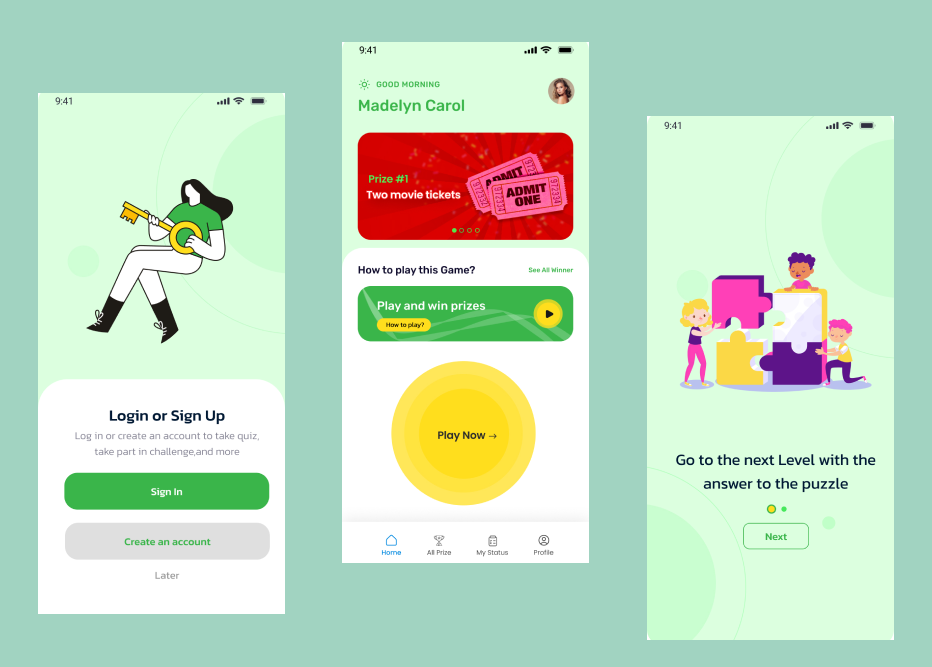 9:41
Login or Sign Up
Log in or create an account to take quiz,
take part in challenge,and more
Sign In
Create an account
Later
9:41
GOOD MORNING
Madelyn Carol
Prize #1
Two movie tickets
ADMIT
972331
ADMIT
ONE
972334
How to play this Game?
See All Winner
Play and win prizes
How to play?
Play Now →
Home
All Prize
My Status
Profile
9:41
Go to the next Level with the
answer to the puzzle
Next